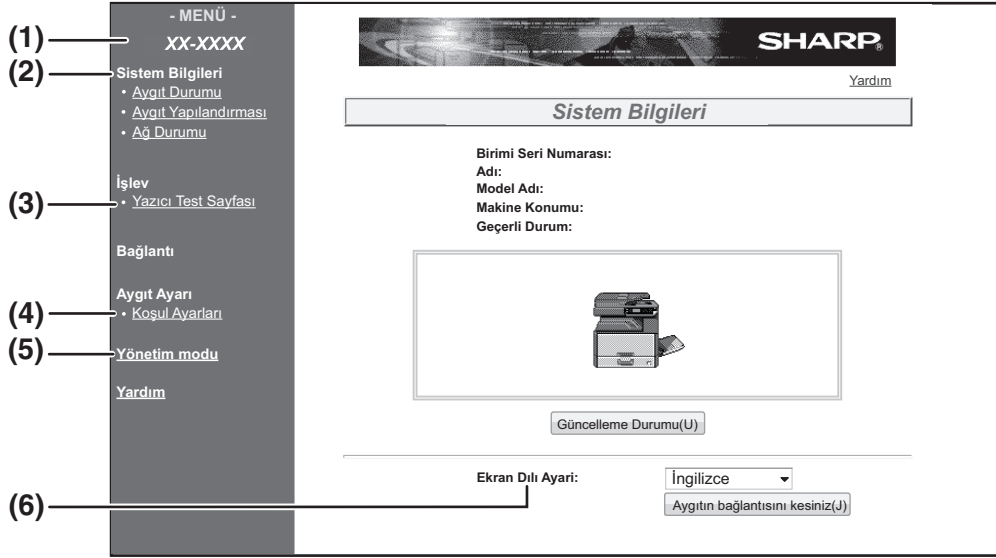 - MENÜ -
(1)
XX-XXXX
(2)
Sistem Bilgileri
• Aygıt Durumu
• Aygıt Yapılandırması
• Ağ Durumu
İşlev
(3)
• Yazıcı Test Sayfası
Bağlantı
Aygıt Ayarı
(4)
• Koşul Ayarları
(5)
Yönetim modu
Yardım
SHARP®
Yardım
Sistem Bilgileri
Birimi Seri Numarası:
Adı:
Model Adı:
Makine Konumu:
Geçerli Durum:
Güncelleme Durumu(U)
(6)
Ekran Dılı Ayari:
İngilizce
Aygıtın bağlantısını kesiniz(J)